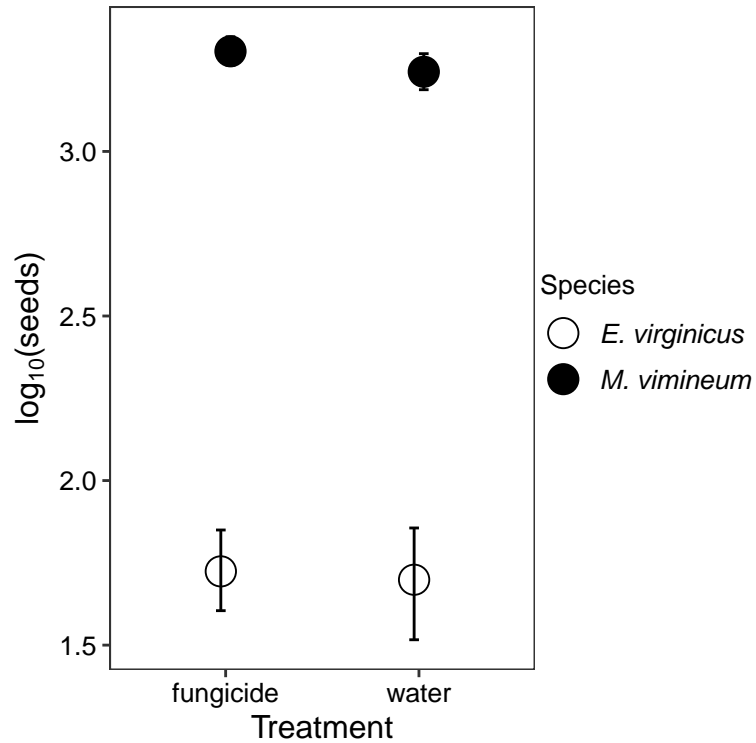 log₁₀(seeds)
3.0
2.5
2.0
1.5
fungicide water
Treatment
Species
E. virginicus
M. vimineum